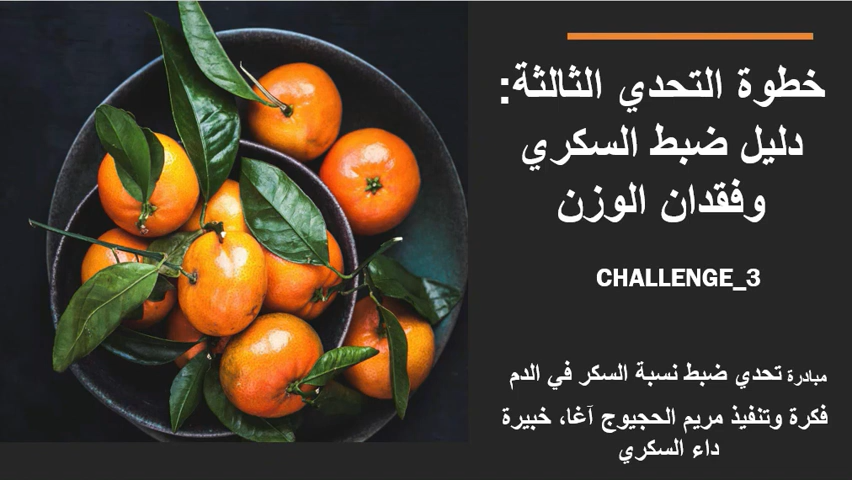 خطوة التحدي الثالثة:
دليل ضبط السكري
وفقدان الوزن
CHALLENGE_3
مبادرة تحدي ضبط نسبة السكر في الدم
فكرة وتنفيذ مريم الحجيوج آغا، خبيرة
داء السكري